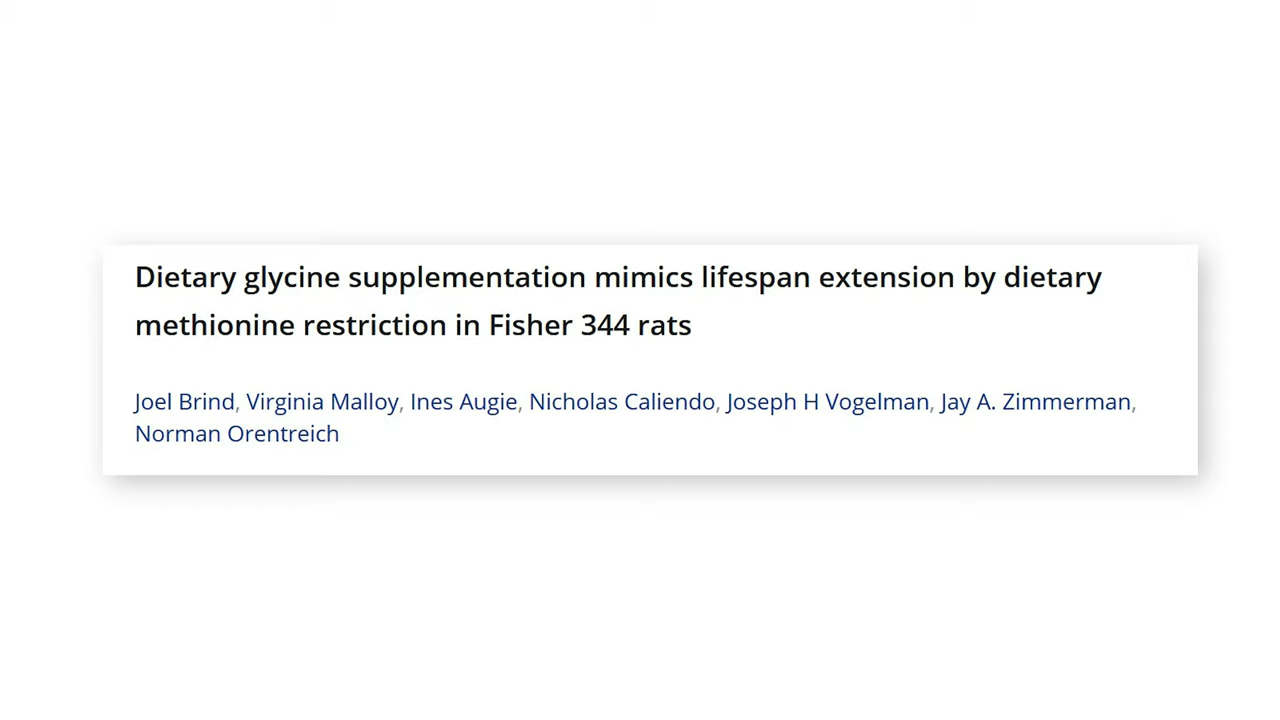 Dietary glycine supplementation mimics lifespan extension by dietary
methionine restriction in Fisher 344 rats
Joel Brind, Virginia Malloy, Ines Augie, Nicholas Caliendo, Joseph H Vogelman, Jay A. Zimmerman,
Norman Orentreich